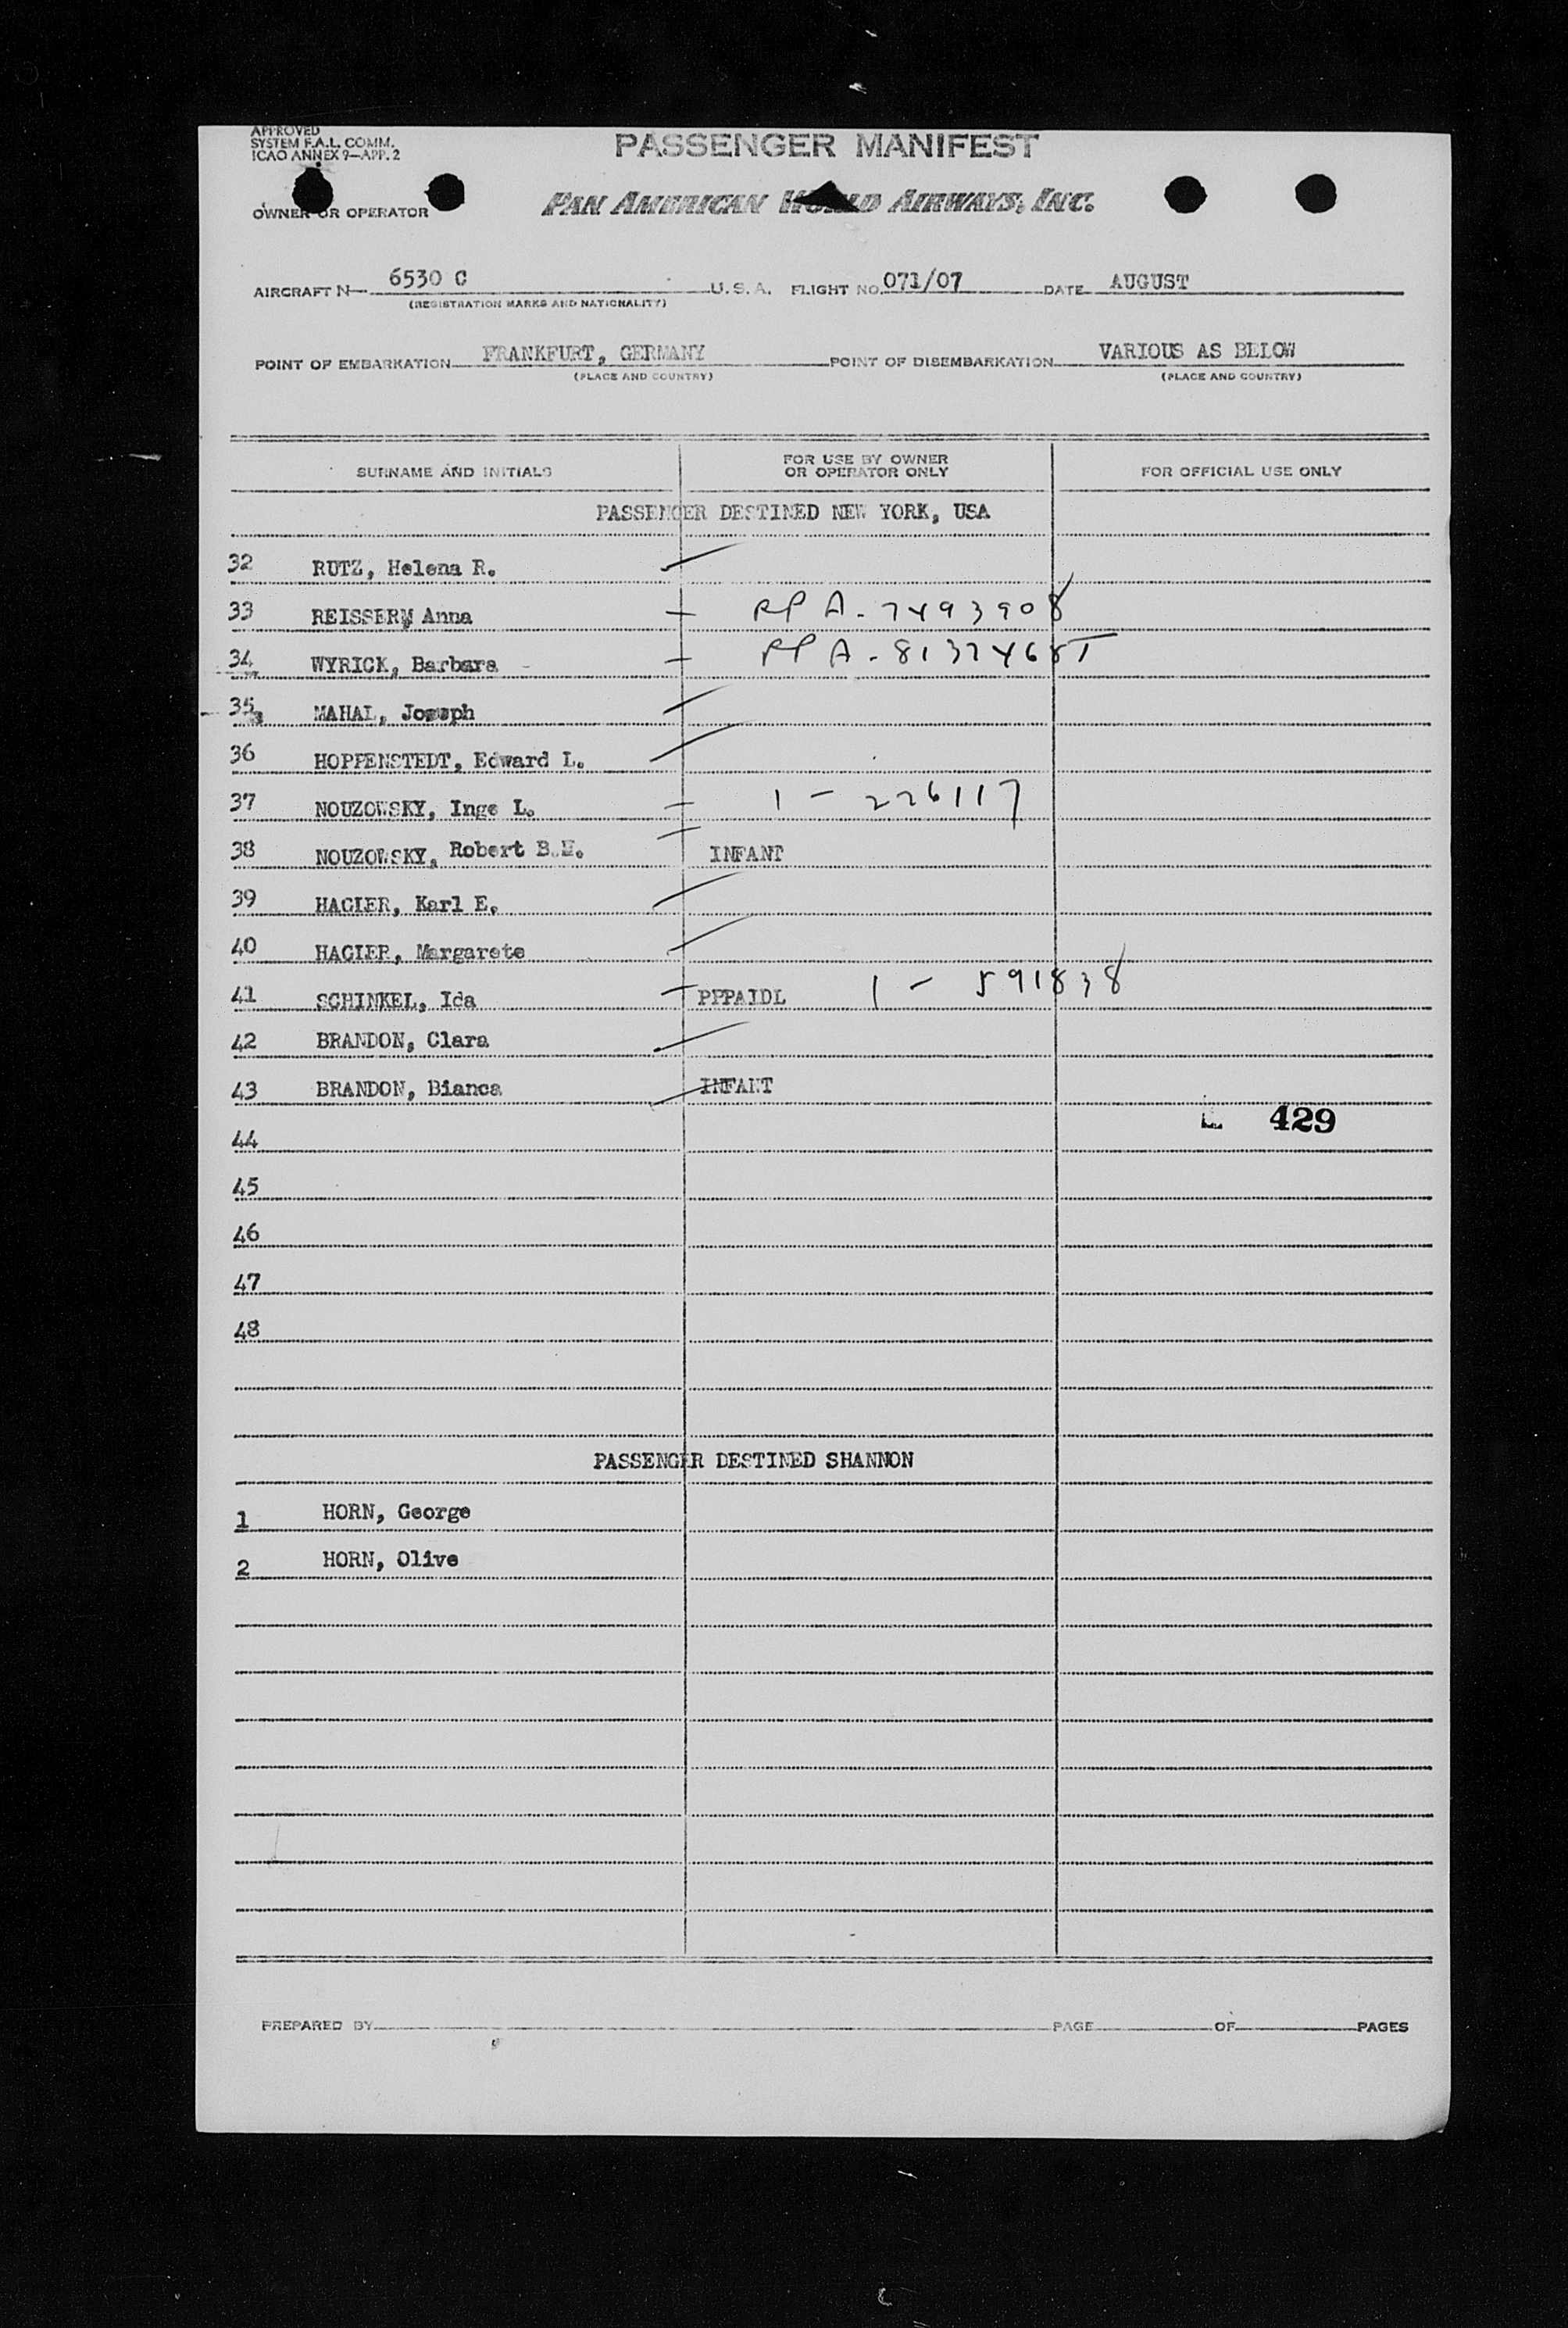 APPROVED
SYSTEM F.A.L. COMM.
ICAO ANNEX 9—APP. 2
PASSENGER MANIFEST
OWNER OR OPERATOR PAN AMERICAN WORLD AIRWAYS, INC.
AIRCRAFT N— 6530 C U. S. A. FLIGHT NO. 071/07 DATE AUGUST
(REGISTRATION MARKS AND NATIONALITY)
POINT OF EMBARKATION FRANKFURT, GERMANY POINT OF DISEMBARKATION VARIOUS AS BELOW
(PLACE AND COUNTRY) (PLACE AND COUNTRY)
SURNAME AND INITIALS FOR USE BY OWNER OR OPERATOR ONLY FOR OFFICIAL USE ONLY
PASSENGER DESTINED NEW YORK, USA
32 RUTZ, Helena R.
33 REISSER, Anna A-7493908
34 WYRICK, Barbara
35 MAHAL, Joseph
36 HOPPENSTEDT, Edward L.
37 NOUZOWSKY, Inge L. 1 - 226117
38 NOUZOWSKY, Robert INFANT
39 HAGIER, Karl E.
40 HAGIER, Margarete
41 SCHINKEL, Ida PPPAIDL 1 - 591838
42 BRANDON, Clara
43 BRANDON, Bianca INFANT
429
44
45
46
47
48
PASSENGER DESTINED SHANNON
1 HORN, George
2 HORN, Olive
PREPARED BY PAGE OF PAGES